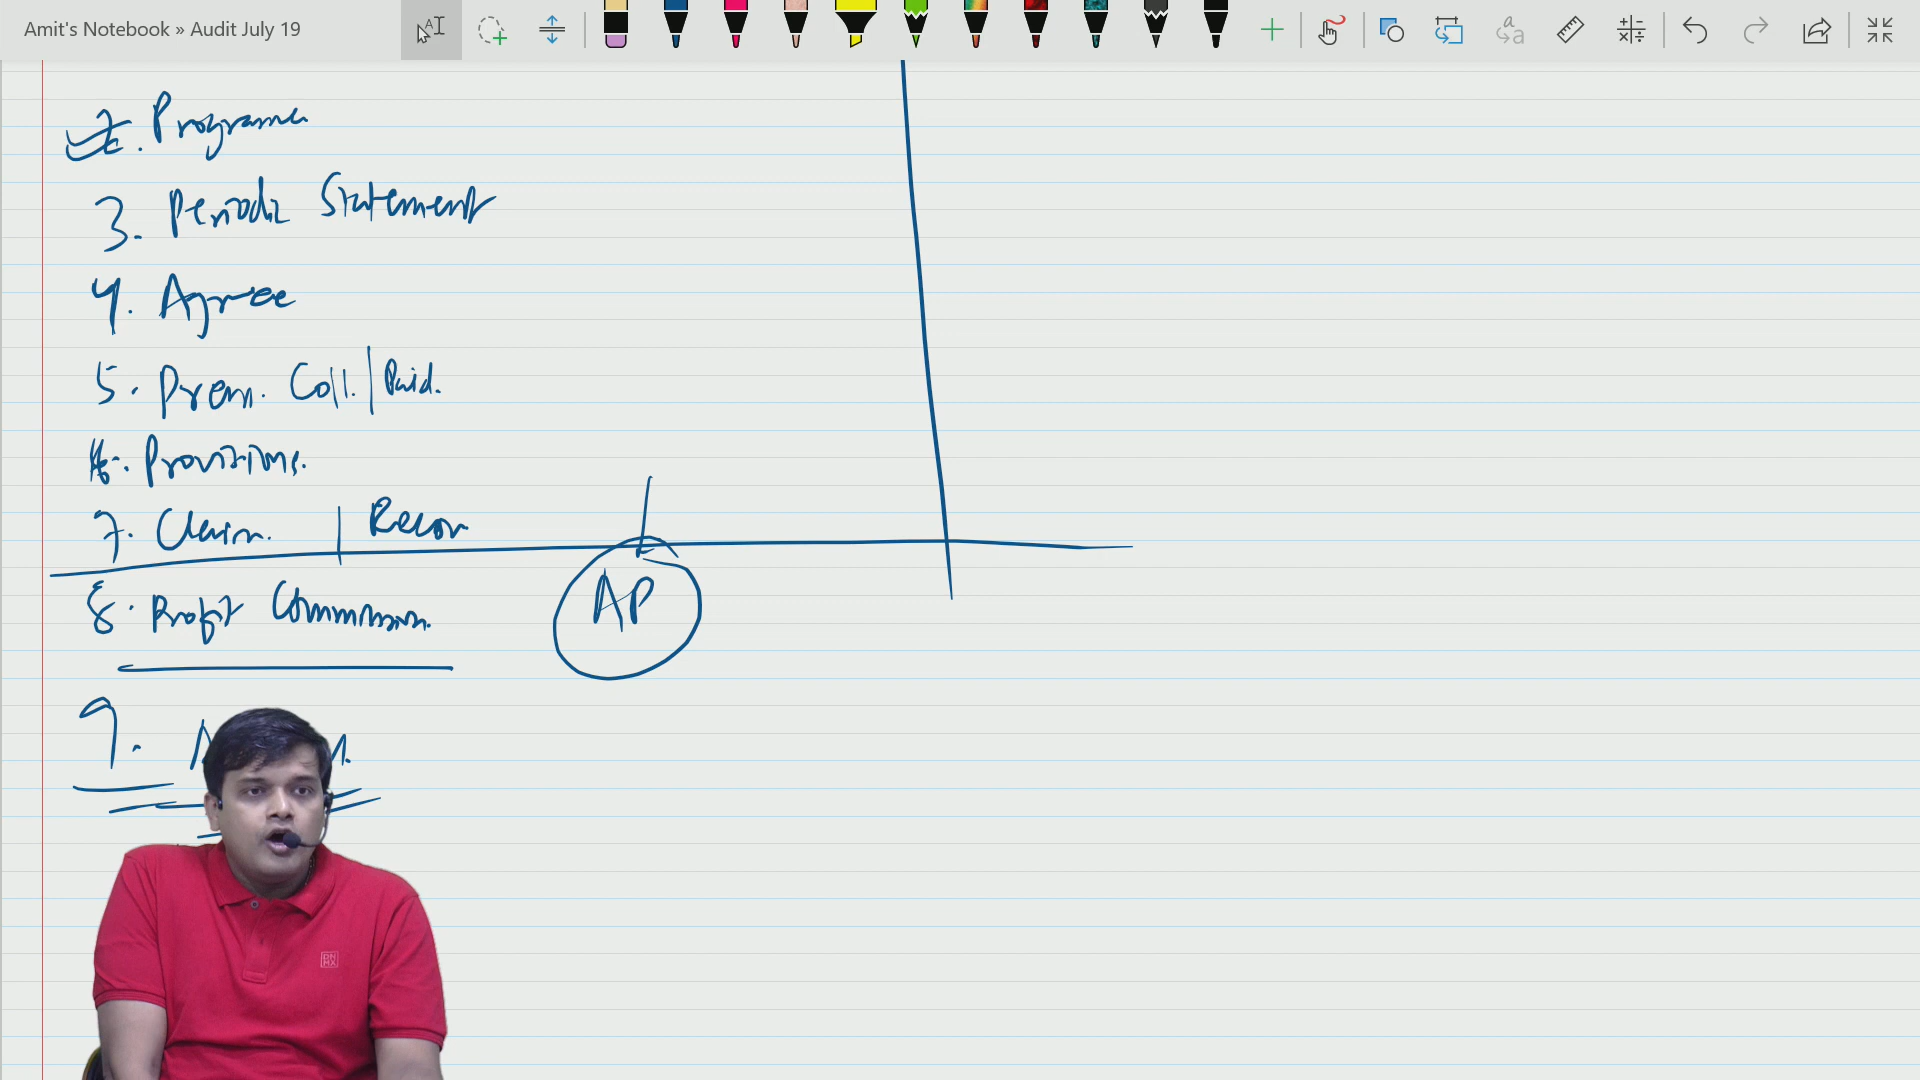 Amit's Notebook » Audit July 19
2. Programme
3. Periodic Statement
4. Agree
5. Prem. Coll. | Paid.
6. Provisions.
7. Claim. | Recon
8. Profit Commission.
AP
9.